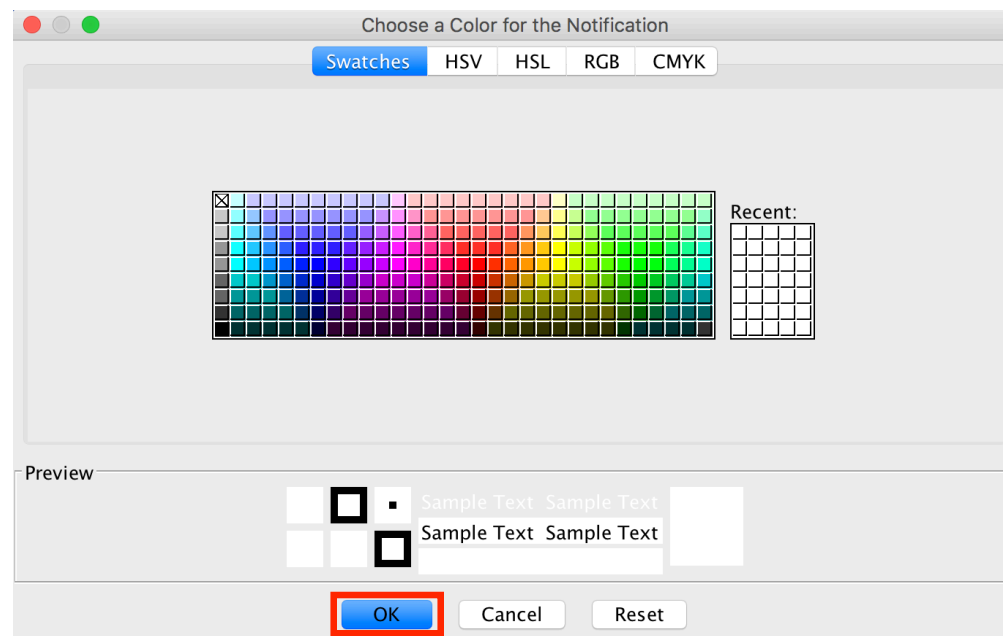 Choose a Color for the Notification
Swatches HSV HSL RGB CMYK
Recent:
Preview
Sample Text Sample Text
Sample Text Sample Text
OK Cancel Reset